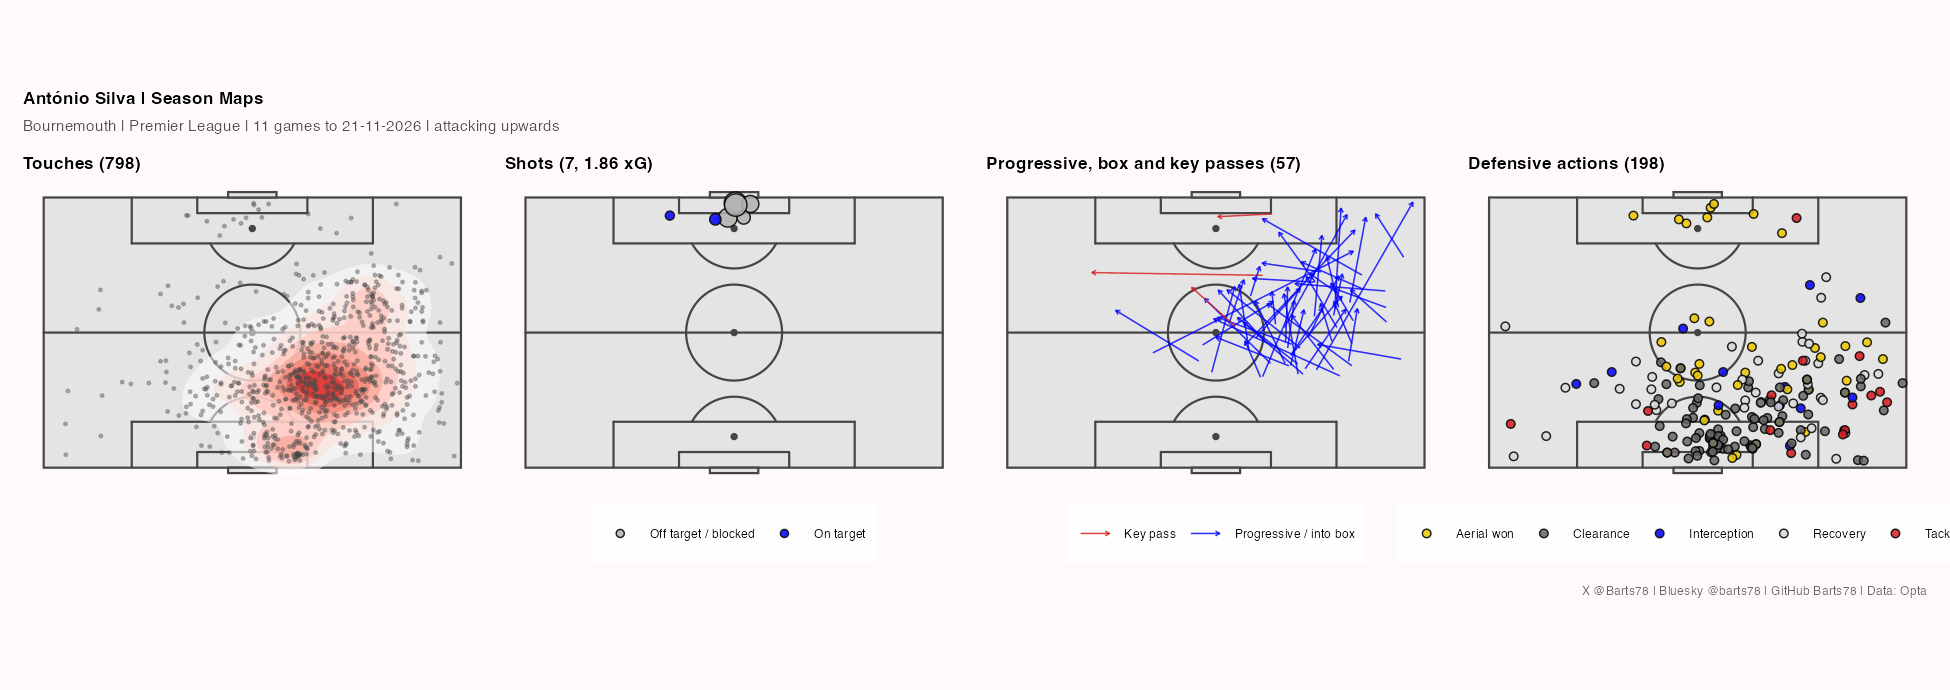 António Silva | Season Maps
Bournemouth | Premier League | 11 games to 21-11-2026 | attacking upwards
Touches (798)
Shots (7, 1.86 xG)
Progressive, box and key passes (57)
Defensive actions (198)
Off target / blocked
On target
Key pass
Progressive / into box
Aerial won
Clearance
Interception
Recovery
Tack
X @Barts78 | Bluesky @barts78 | GitHub Barts78 | Data: Opta